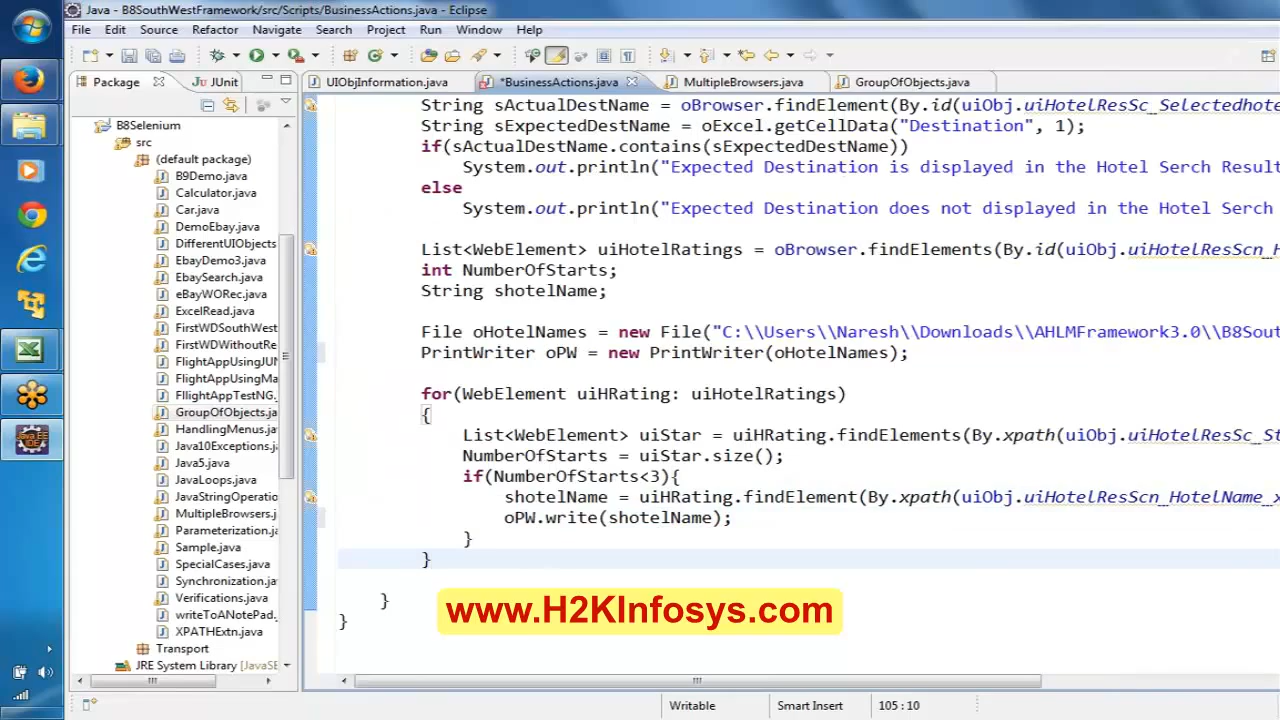 Java - B8SouthWestFramework/src/Scripts/BusinessActions.java - Eclipse
File Edit Source Refactor Navigate Search Project Run Window Help
Package JUnit UIObjInformation.java *BusinessActions.java MultipleBrowsers.java GroupOfObjects.java
B8Selenium
src
(default package)
B9Demo.java
Calculator.java
Car.java
DemoEbay.java
DifferentUIObjects
EbayDemo3.java
EbaySearch.java
eBayWORec.java
ExcelRead.java
FirstWDSouthWest
FirstWDWithoutRe
FlightAppUsingJUN
FlightAppUsingMa
FllightAppTestNG.
GroupOfObjects.ja
HandlingMenus.jav
Java10Exceptions.j
Java5.java
JavaLoops.java
JavaStringOperatio
MultipleBrowsers.j
Parameterization.j
Sample.java
SpecialCases.java
Synchronization.ja
Verifications.java
writeToANotePad.
XPATHExtn.java
Transport
JRE System Library [JavaSE
String sActualDestName = oBrowser.findElement(By.id(uiObj.uiHotelResSc_Selectedhote
String sExpectedDestName = oExcel.getCellData("Destination", 1);
if(sActualDestName.contains(sExpectedDestName))
System.out.println("Expected Destination is displayed in the Hotel Serch Result
else
System.out.println("Expected Destination does not displayed in the Hotel Serch
List<WebElement> uiHotelRatings = oBrowser.findElements(By.id(uiObj.uiHotelResScn_H
int NumberOfStarts;
String shotelName;
File oHotelNames = new File("C:\\Users\\Naresh\\Downloads\\AHLMFramework3.0\\B8Sout
PrintWriter oPW = new PrintWriter(oHotelNames);
for(WebElement uiHRating: uiHotelRatings)
{
List<WebElement> uiStar = uiHRating.findElements(By.xpath(uiObj.uiHotelResSc_St
NumberOfStarts = uiStar.size();
if(NumberOfStarts<3){
shotelName = uiHRating.findElement(By.xpath(uiObj.uiHotelResScn_HotelName_x
oPW.write(shotelName);
}
}
}
}
www.H2KInfosys.com
Writable Smart Insert 105 : 10